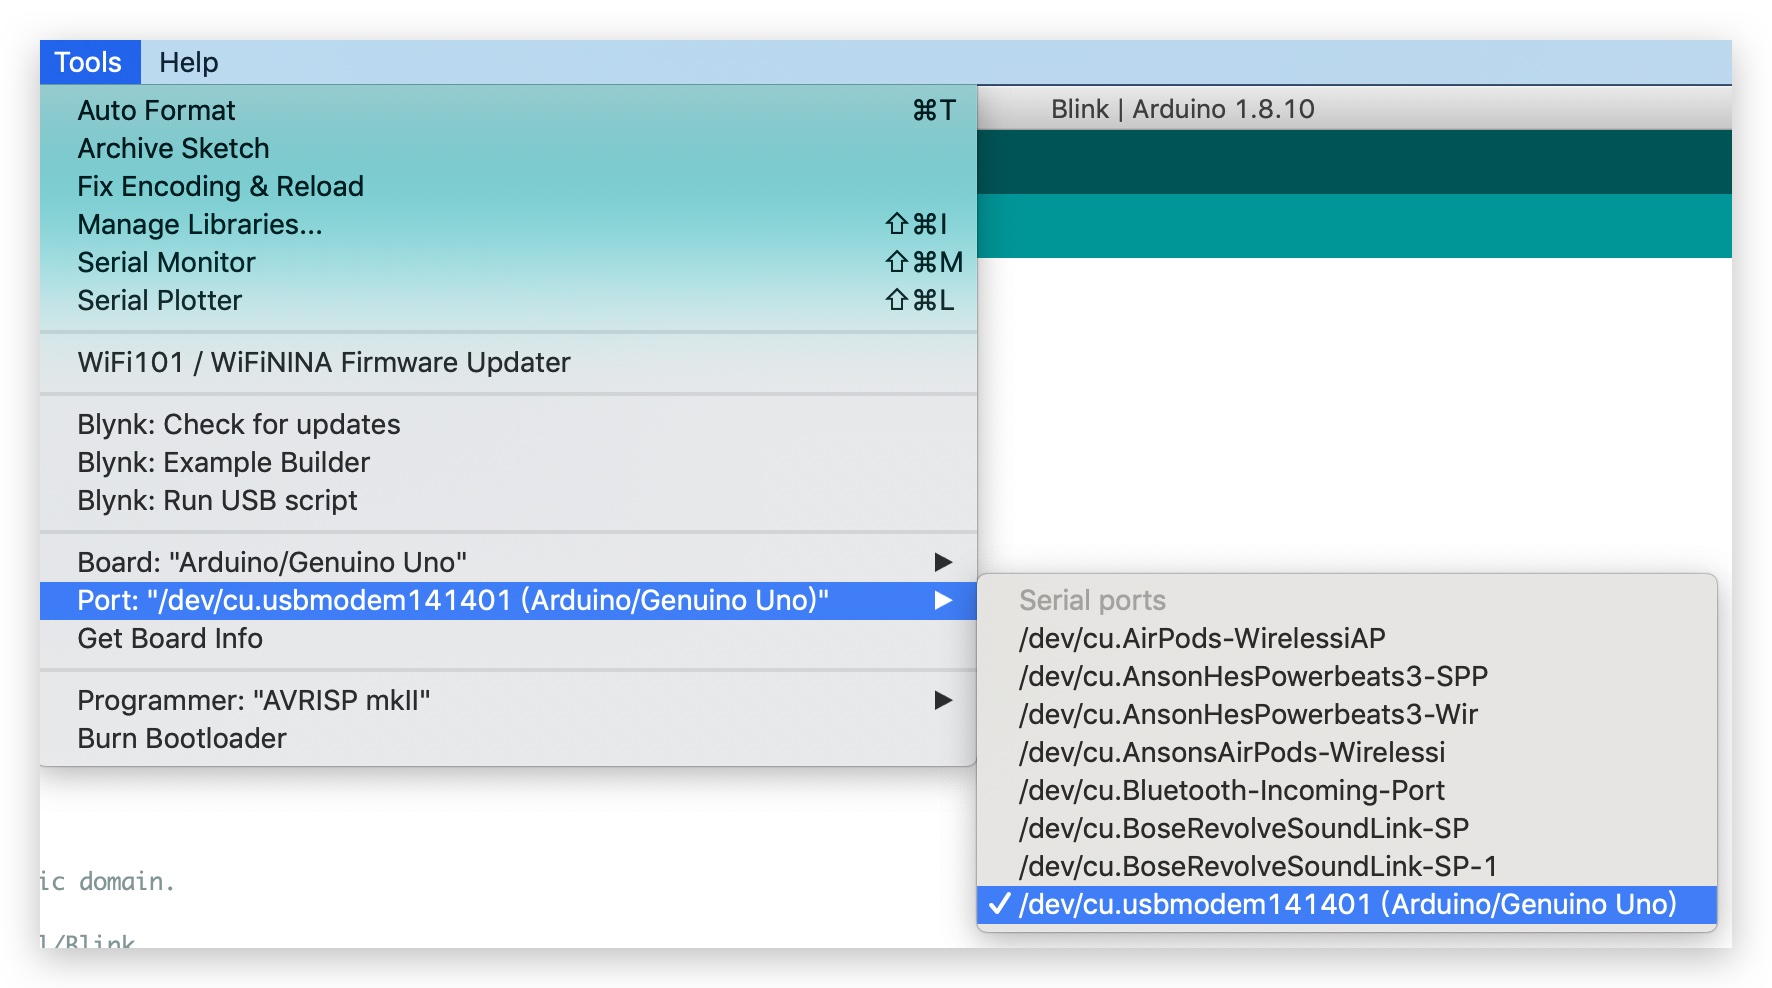 Tools Help
Blink | Arduino 1.8.10
Auto Format ⌘T
Archive Sketch
Fix Encoding & Reload
Manage Libraries... ⇧⌘I
Serial Monitor ⇧⌘M
Serial Plotter ⇧⌘L
WiFi101 / WiFiNINA Firmware Updater
Blynk: Check for updates
Blynk: Example Builder
Blynk: Run USB script
Board: "Arduino/Genuino Uno" ▶
Port: "/dev/cu.usbmodem141401 (Arduino/Genuino Uno)" ▶
Get Board Info
Programmer: "AVRISP mkII" ▶
Burn Bootloader
Serial ports
/dev/cu.AirPods-WirelessiAP
/dev/cu.AnsonHesPowerbeats3-SPP
/dev/cu.AnsonHesPowerbeats3-Wir
/dev/cu.AnsonsAirPods-Wirelessi
/dev/cu.Bluetooth-Incoming-Port
/dev/cu.BoseRevolveSoundLink-SP
/dev/cu.BoseRevolveSoundLink-SP-1
✓ /dev/cu.usbmodem141401 (Arduino/Genuino Uno)
ic domain.
l/Blink